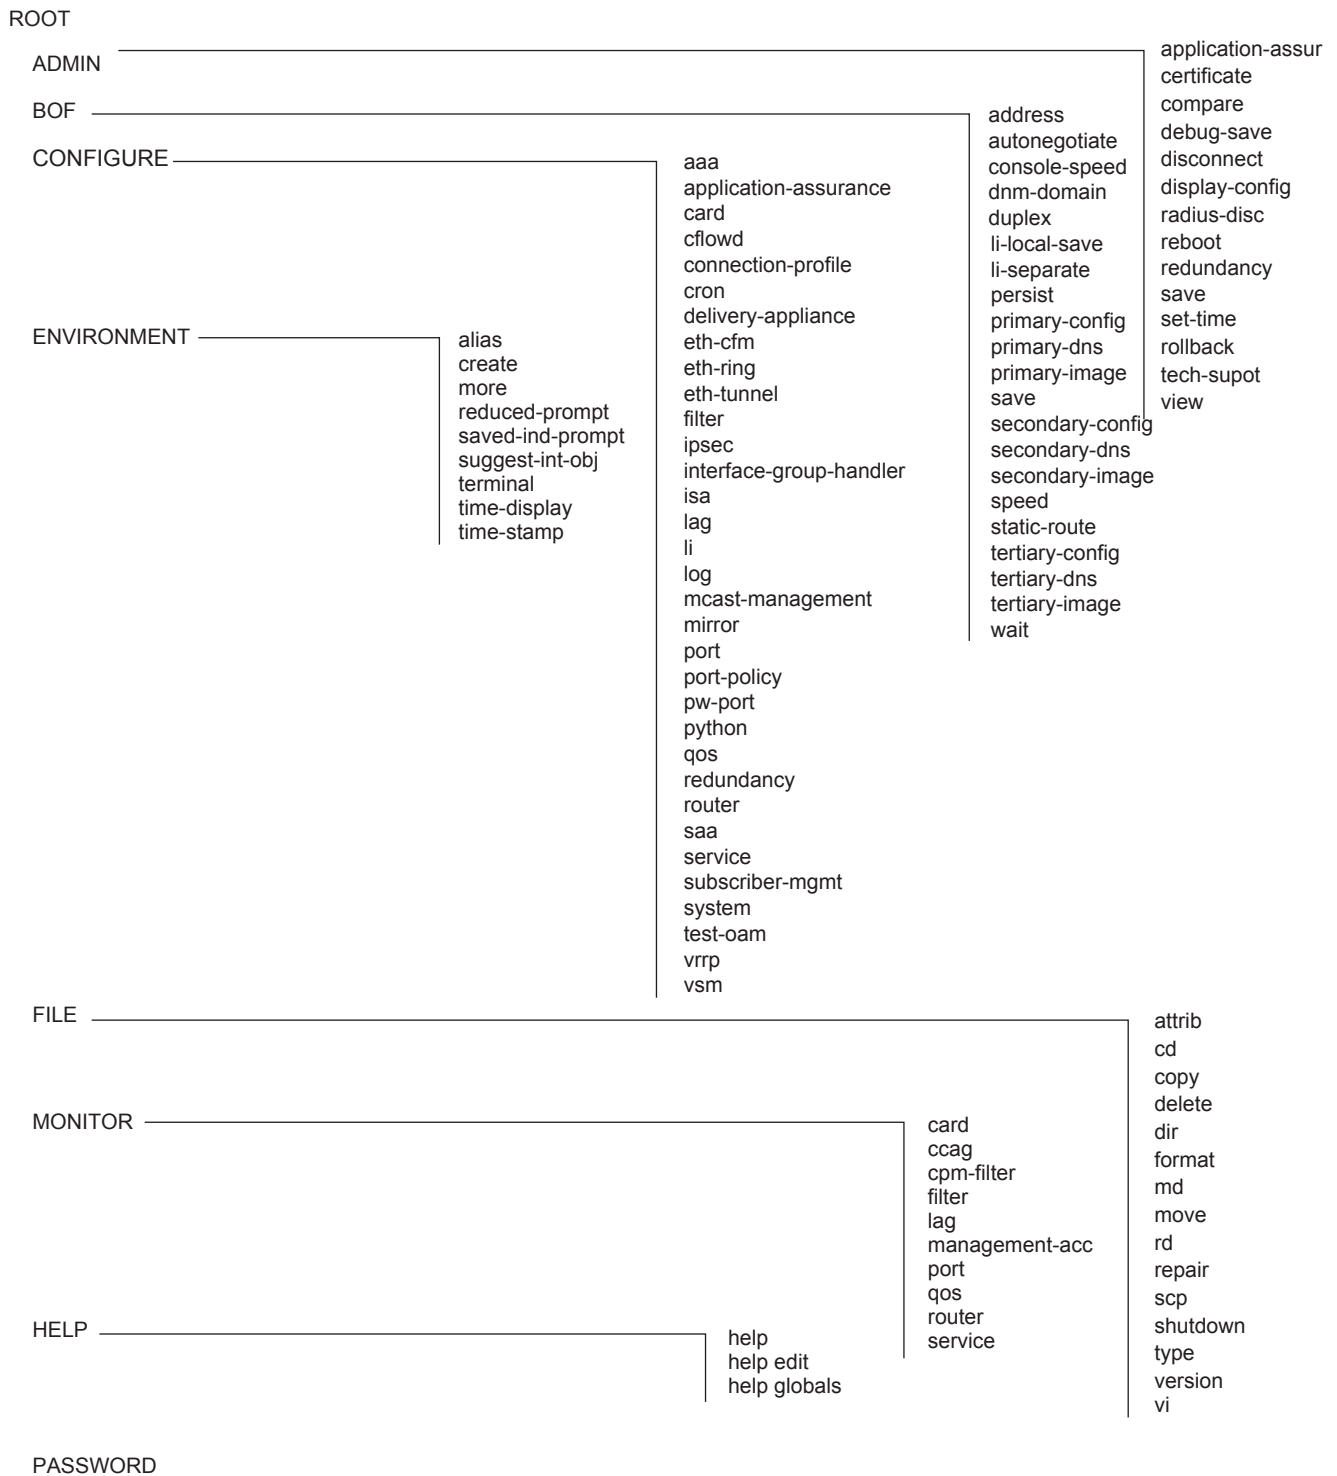 ROOT
ADMIN
application-assur
certificate
compare
debug-save
disconnect
display-config
radius-disc
reboot
redundancy
save
set-time
rollback
tech-supot
view
BOF
address
autonegotiate
console-speed
dnm-domain
duplex
li-local-save
li-separate
persist
primary-config
primary-dns
primary-image
save
secondary-config
secondary-dns
secondary-image
speed
static-route
tertiary-config
tertiary-dns
tertiary-image
wait
CONFIGURE
aaa
application-assurance
card
cflowd
connection-profile
cron
delivery-appliance
eth-cfm
eth-ring
eth-tunnel
filter
ipsec
interface-group-handler
isa
lag
li
log
mcast-management
mirror
port
port-policy
pw-port
python
qos
redundancy
router
saa
service
subscriber-mgmt
system
test-oam
vrrp
vsm
ENVIRONMENT
alias
create
more
reduced-prompt
saved-ind-prompt
suggest-int-obj
terminal
time-display
time-stamp
FILE
attrib
cd
copy
delete
dir
format
md
move
rd
repair
scp
shutdown
type
version
vi
MONITOR
card
ccag
cpm-filter
filter
lag
management-acc
port
qos
router
service
HELP
help
help edit
help globals
PASSWORD